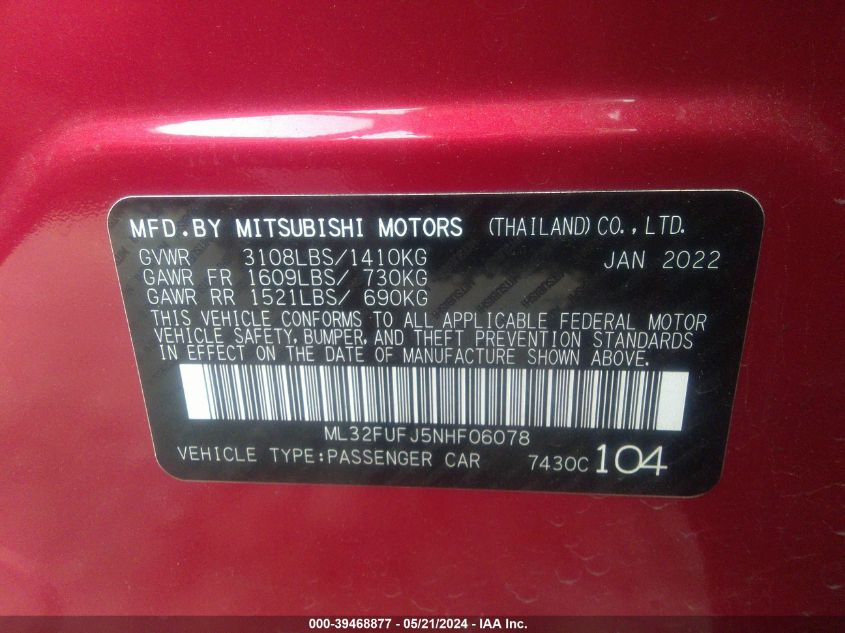 MFD.BY MITSUBISHI MOTORS (THAILAND) CO., LTD.
GVWR 3108LBS/1410KG JAN 2022
GAWR FR 1609LBS/ 730KG
GAWR RR 1521LBS/ 690KG
THIS VEHICLE CONFORMS TO ALL APPLICABLE FEDERAL MOTOR
VEHICLE SAFETY, BUMPER, AND THEFT PREVENTION STANDARDS
IN EFFECT ON THE DATE OF MANUFACTURE SHOWN ABOVE.
ML32FUFJ5NHF06078
VEHICLE TYPE:PASSENGER CAR 7430C 104
000-39468877 - 05/21/2024 - IAA Inc.